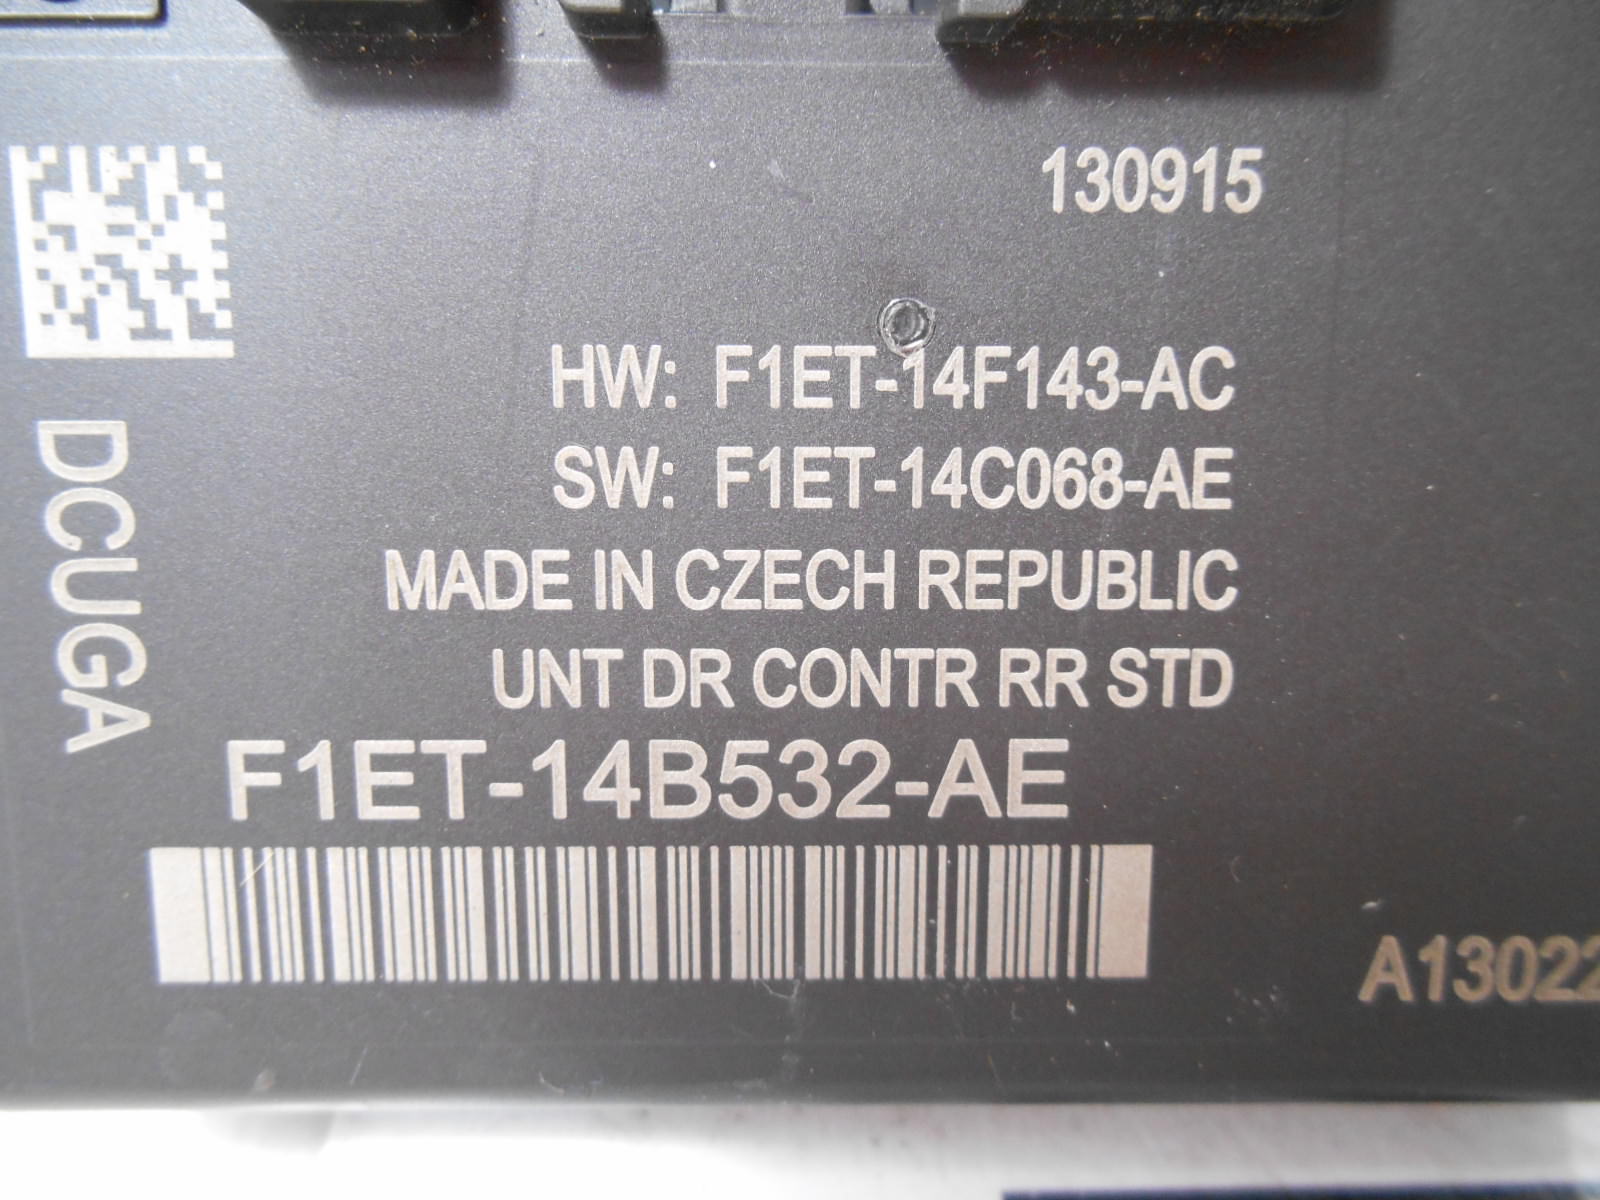 130915
HW: F1ET-14F143-AC
SW: F1ET-14C068-AE
MADE IN CZECH REPUBLIC
UNT DR CONTR RR STD
DCUGA
F1ET-14B532-AE
A13022